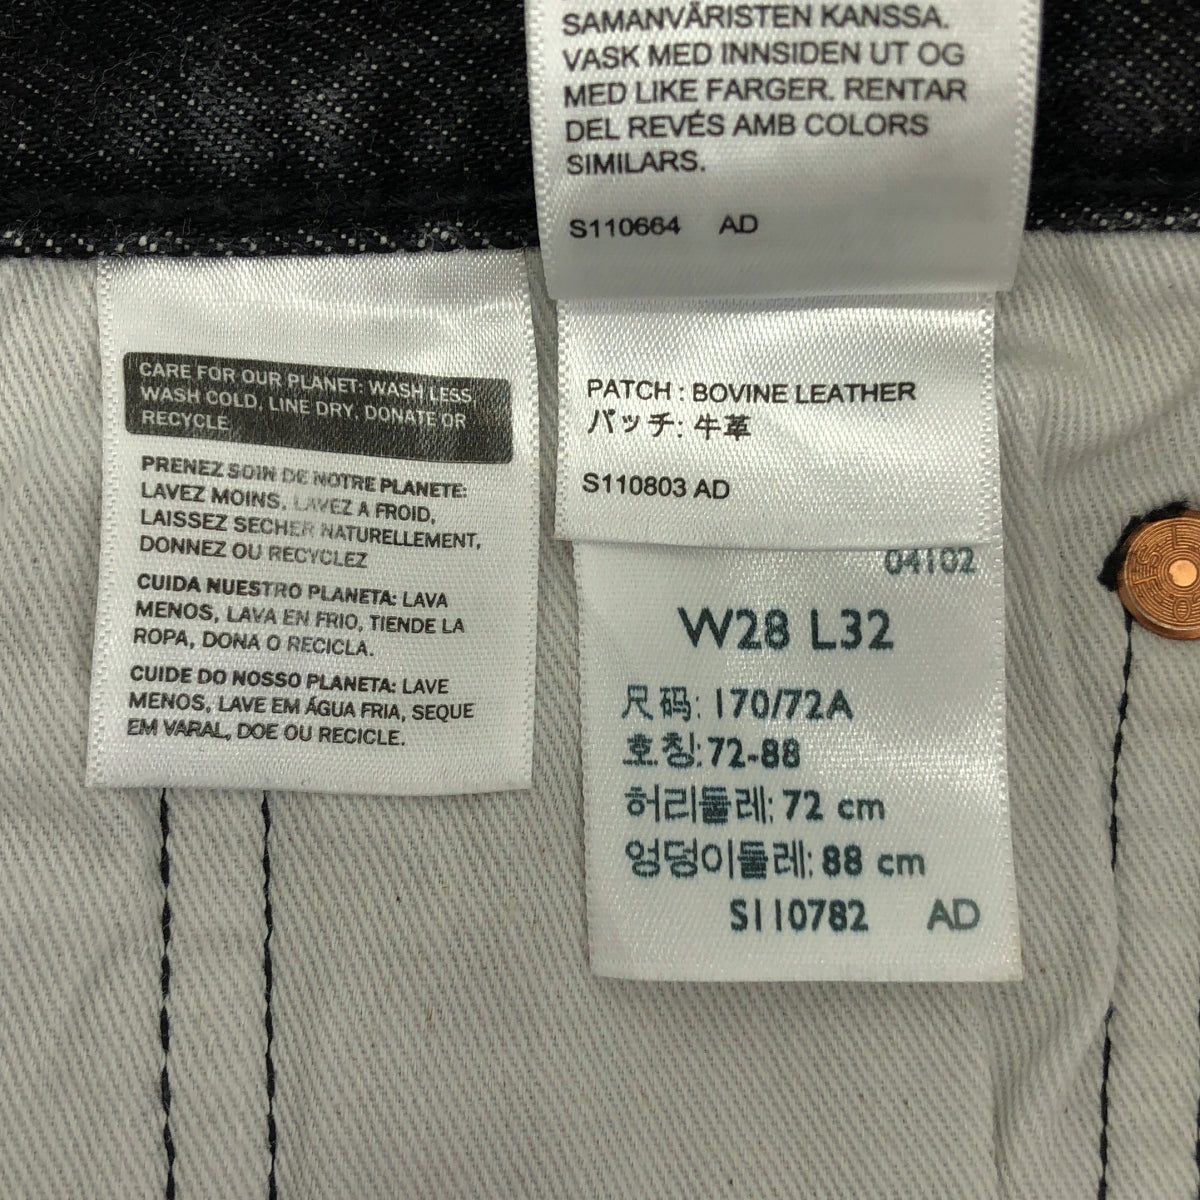 SAMANVÄRISTEN KANSSA.
VASK MED INNSIDEN UT OG
MED LIKE FARGER. RENTAR
DEL REVÉS AMB COLORS
SIMILARS.
S110664 AD
CARE FOR OUR PLANET: WASH LESS,
WASH COLD, LINE DRY, DONATE OR
RECYCLE
PRENEZ SOIN DE NOTRE PLANETE:
LAVEZ MOINS, LAVEZ A FROID,
LAISSEZ SECHER NATURELLEMENT,
DONNEZ OU RECYCLEZ
CUIDA NUESTRO PLANETA: LAVA
MENOS, LAVA EN FRIO, TIENDE LA
ROPA, DONA O RECICLA.
CUIDE DO NOSSO PLANETA: LAVE
MENOS, LAVE EM ÁGUA FRIA, SEQUE
EM VARAL, DOE OU RECICLE.
PATCH : BOVINE LEATHER
パッチ: 牛革
S110803 AD
04102
W28 L32
尺码: 170/72A
호칭: 72-88
허리둘레: 72 cm
엉덩이둘레: 88 cm
S110782 AD